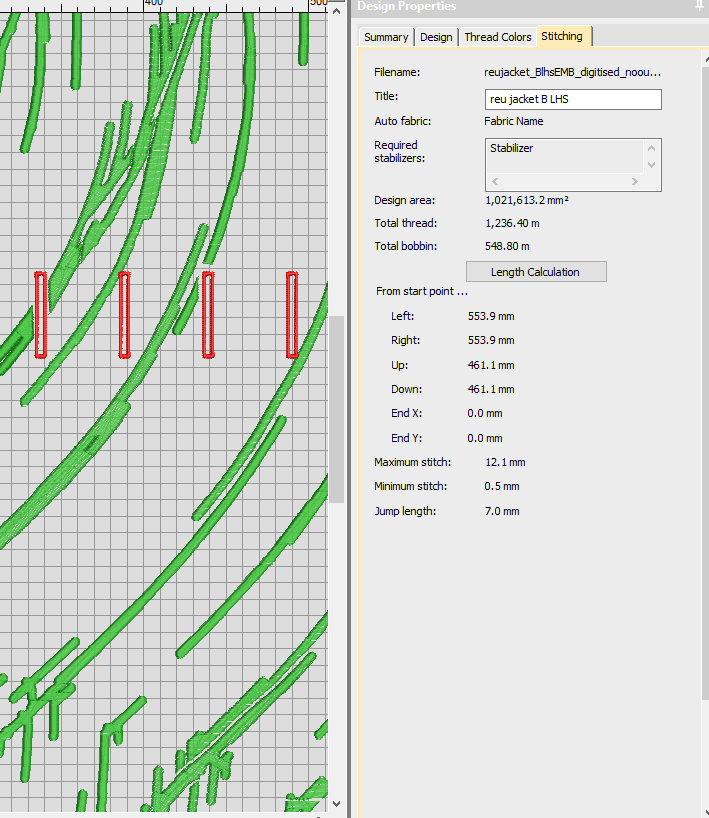 400
500
Design Properties
Summary Design Thread Colors Stitching
Filename: reujacket_BlhsEMB_digitised_noou...
Title: reu jacket B LHS
Auto fabric: Fabric Name
Required stabilizers: Stabilizer
Design area: 1,021,613.2 mm²
Total thread: 1,236.40 m
Total bobbin: 548.80 m
Length Calculation
From start point ...
Left: 553.9 mm
Right: 553.9 mm
Up: 461.1 mm
Down: 461.1 mm
End X: 0.0 mm
End Y: 0.0 mm
Maximum stitch: 12.1 mm
Minimum stitch: 0.5 mm
Jump length: 7.0 mm